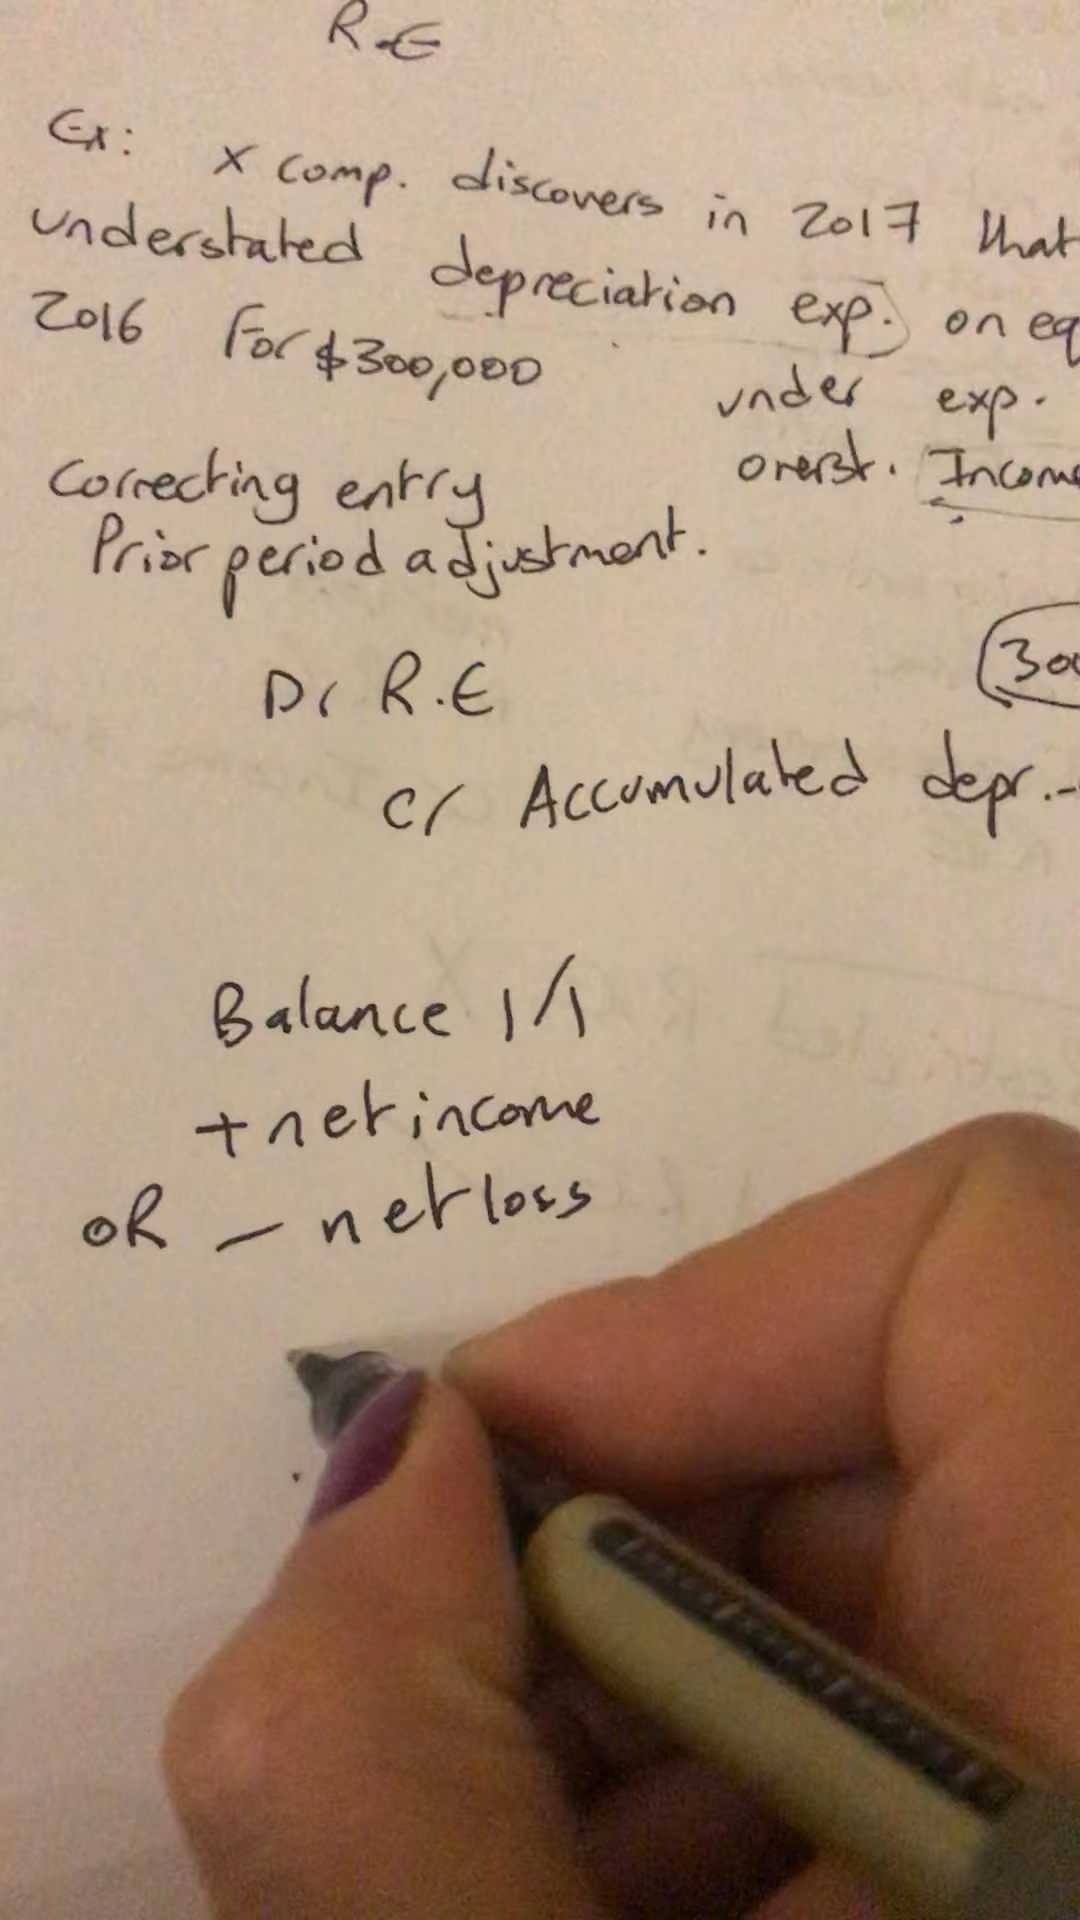 R.E
Ex: X comp. discovers in 2017 that
understated depreciation exp. on eq
2016 For $300,000
under exp.
overst. Income
Correcting entry
Prior period adjustment.
300
Dr R.E
Cr Accumulated depr.-
Balance 1/1
+ net income
OR - net loss